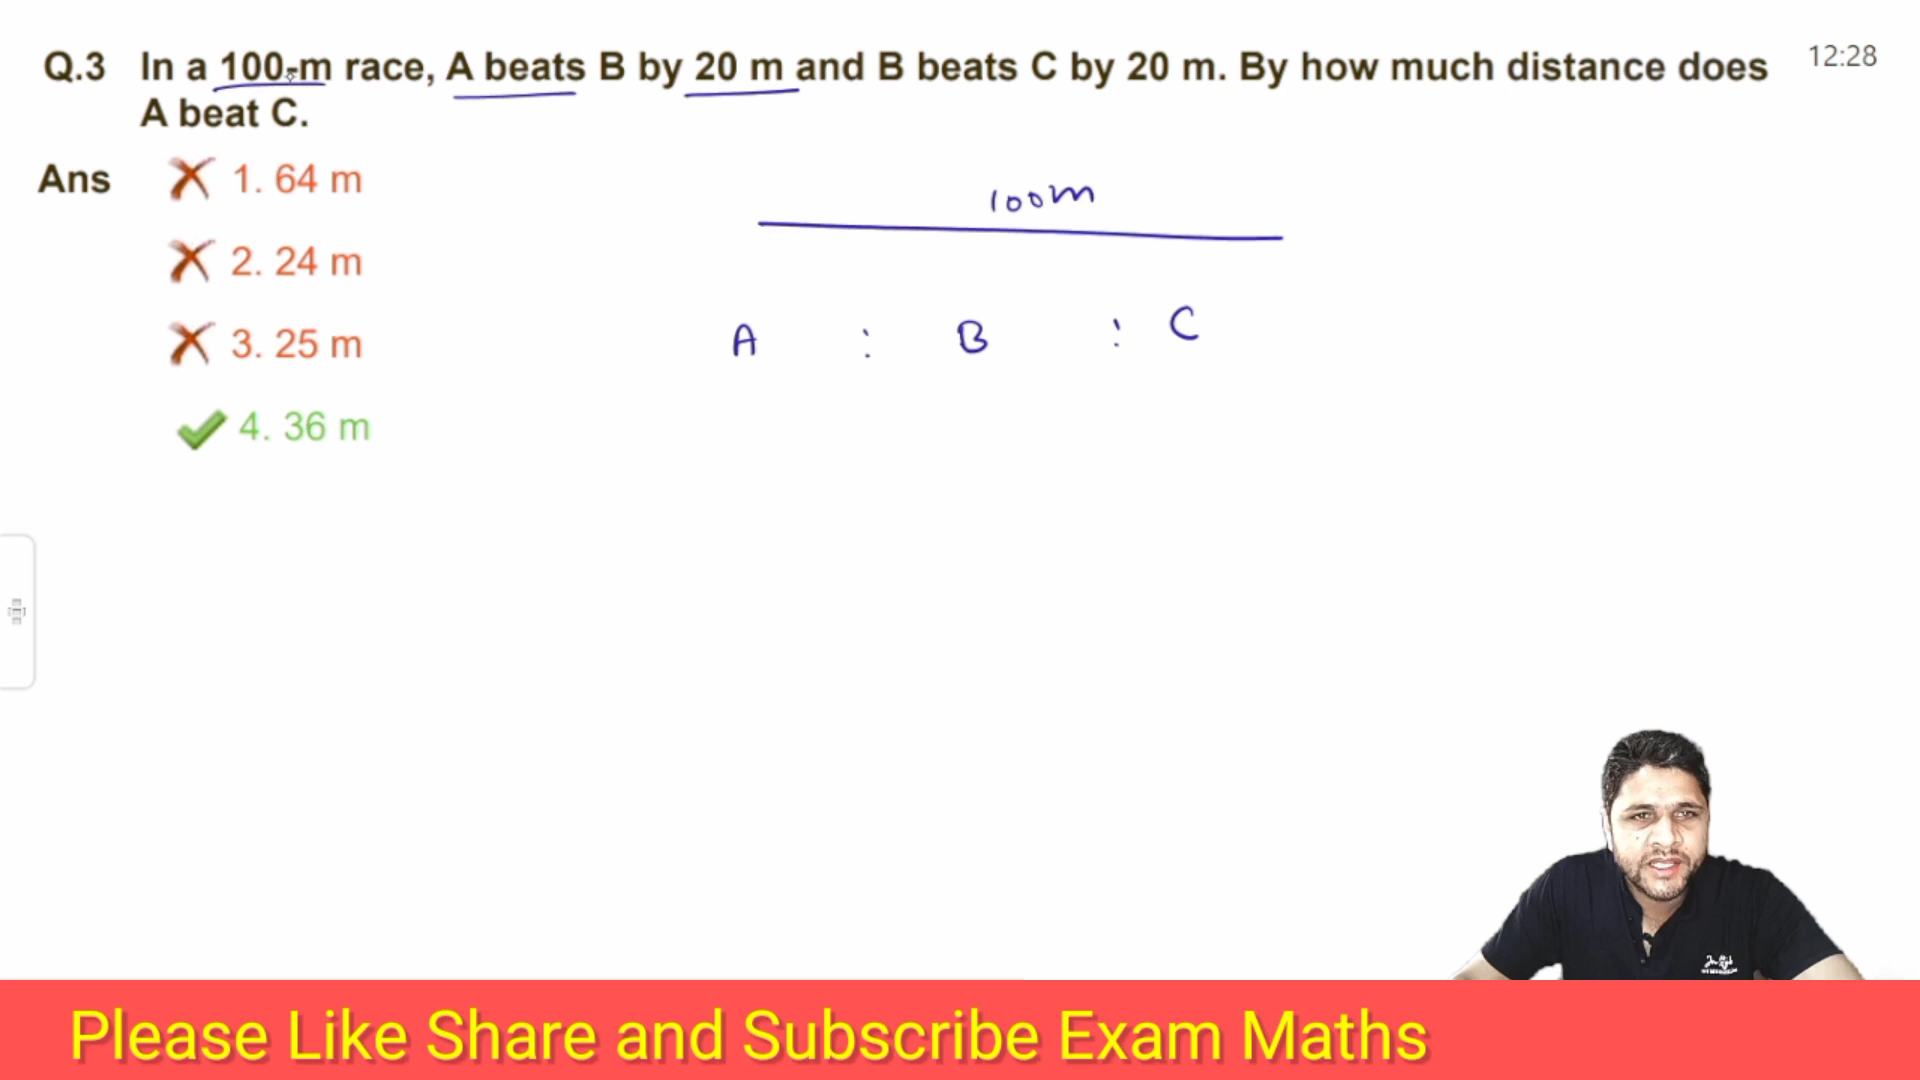 Q.3 In a 100-m race, A beats B by 20 m and B beats C by 20 m. By how much distance does
A beat C.
12:28
Ans 1. 64 m
2. 24 m
3. 25 m
4. 36 m
100m
A : B : C
Please Like Share and Subscribe Exam Maths